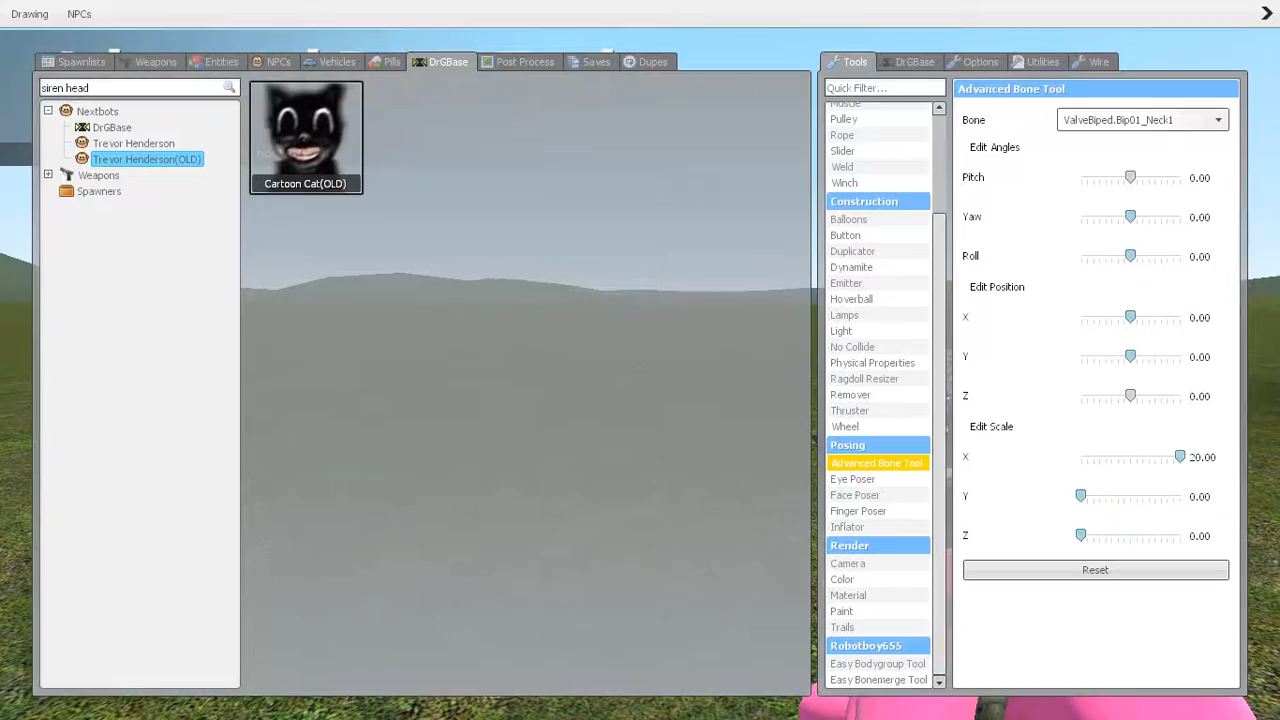 Drawing
NPCs
Spawnlists
Weapons
Entities
NPCs
Vehicles
Pills
DrGBase
Post Process
Saves
Dupes
siren head
Nextbots
DrGBase
Trevor Henderson
Trevor Henderson(OLD)
Weapons
Spawners
Cartoon Cat(OLD)
Tools
DrGBase
Options
Utilities
Wire
Quick Filter...
Muscle
Pulley
Rope
Slider
Weld
Winch
Construction
Balloons
Button
Duplicator
Dynamite
Emitter
Hoverball
Lamps
Light
No Collide
Physical Properties
Ragdoll Resizer
Remover
Thruster
Wheel
Posing
Advanced Bone Tool
Eye Poser
Face Poser
Finger Poser
Inflator
Render
Camera
Color
Material
Paint
Trails
Robotboy655
Easy Bodygroup Tool
Easy Bonemerge Tool
Advanced Bone Tool
Bone ValveBiped.Bip01_Neck1
Edit Angles
Pitch 0.00
Yaw 0.00
Roll 0.00
Edit Position
X 0.00
Y 0.00
Z 0.00
Edit Scale
X 20.00
Y 0.00
Z 0.00
Reset